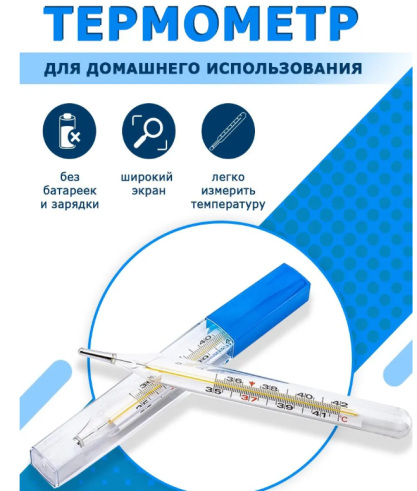 ТЕРМОМЕТР
ДЛЯ ДОМАШНЕГО ИСПОЛЬЗОВАНИЯ
без
батареек
и зарядки
широкий
экран
легко
измерить
температуру
36 38 40 42
35 37 39 41 °C